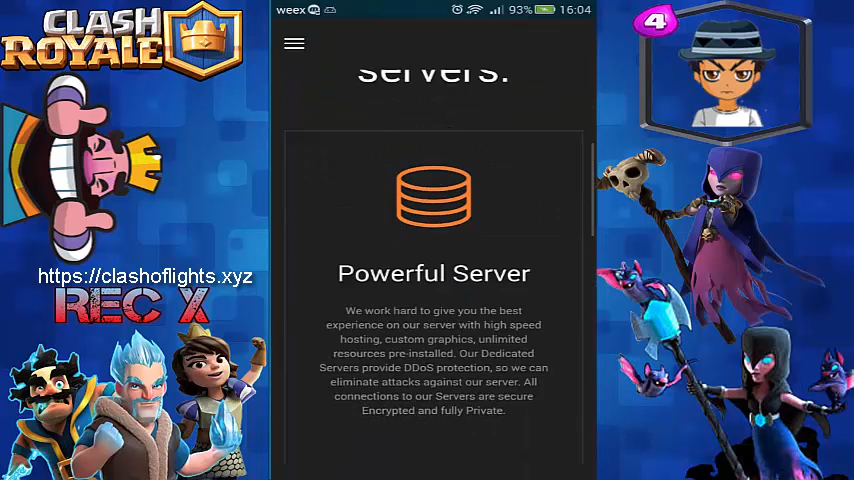 CLASH
ROYALE
weex
93%
16:04
4
servers.
https://clashoflights.xyz
REC X
Powerful Server
We work hard to give you the best
experience on our server with high speed
hosting, custom graphics, unlimited
resources pre-installed. Our Dedicated
Servers provide DDoS protection, so we can
eliminate attacks against our server. All
connections to our Servers are secure
Encrypted and fully Private.